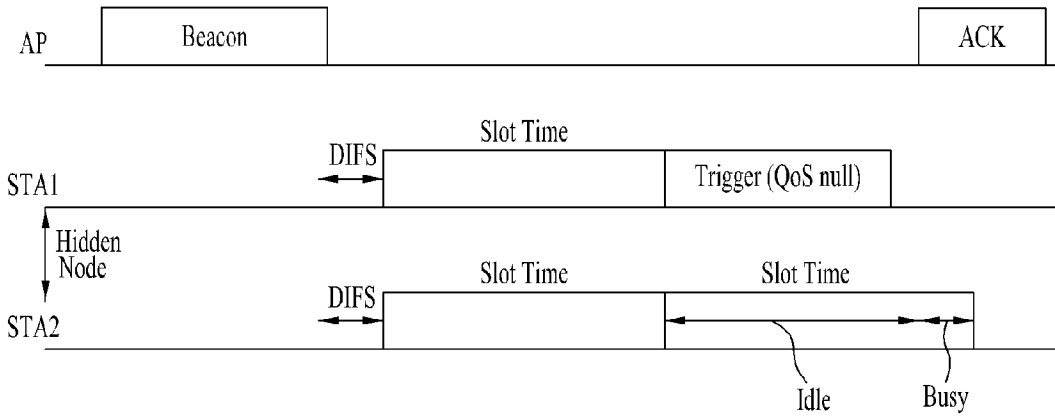 AP
Beacon
ACK
Slot Time
DIFS
STA1
Trigger (QoS null)
Hidden
Node
Slot Time
Slot Time
DIFS
STA2
Idle
Busy